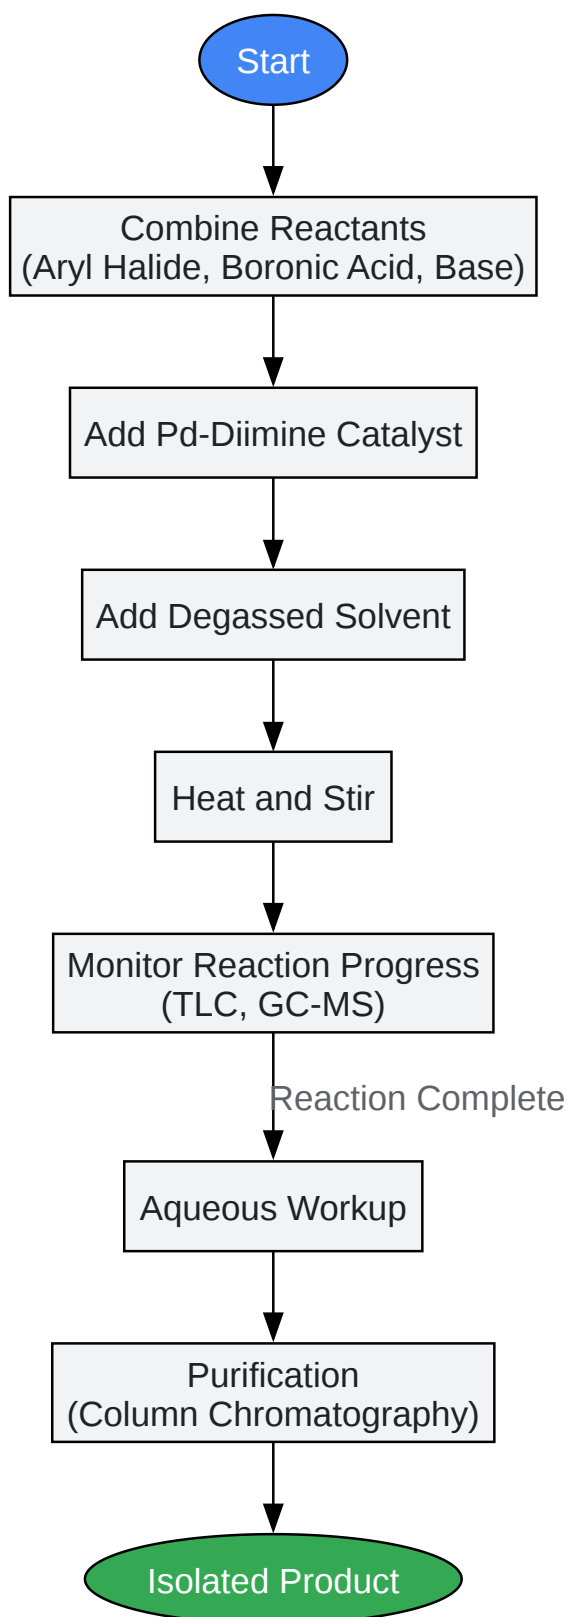 Start
Combine Reactants
(Aryl Halide, Boronic Acid, Base)
Add Pd-Diimine Catalyst
Add Degassed Solvent
Heat and Stir
Monitor Reaction Progress
(TLC, GC-MS)
Reaction Complete
Aqueous Workup
Purification
(Column Chromatography)
Isolated Product